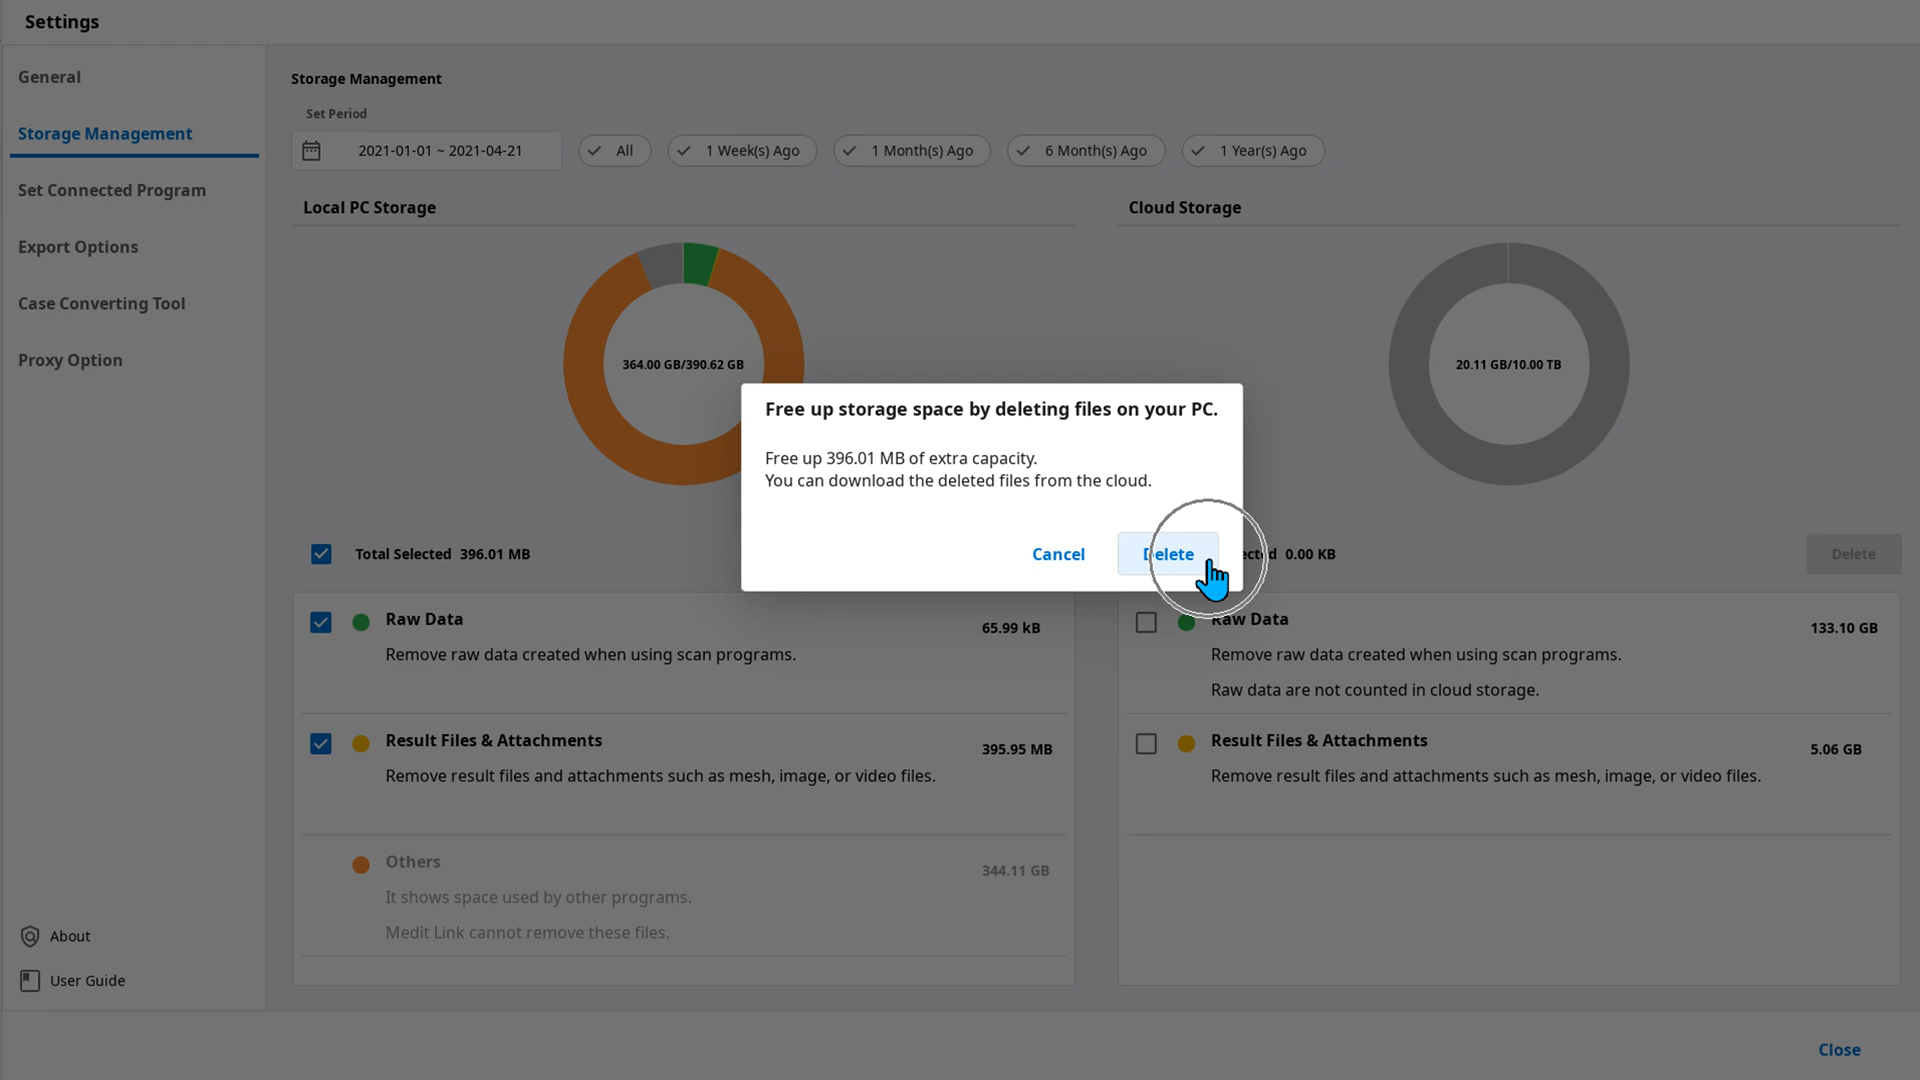 Settings
General
Storage Management
Set Connected Program
Export Options
Case Converting Tool
Proxy Option
About
User Guide
Storage Management
Set Period
2021-01-01 ~ 2021-04-21
All
1 Week(s) Ago
1 Month(s) Ago
6 Month(s) Ago
1 Year(s) Ago
Local PC Storage
364.00 GB/390.62 GB
Total Selected 396.01 MB
Raw Data
65.99 kB
Remove raw data created when using scan programs.
Result Files & Attachments
395.95 MB
Remove result files and attachments such as mesh, image, or video files.
Others
344.11 GB
It shows space used by other programs.
Medit Link cannot remove these files.
Cloud Storage
20.11 GB/10.00 TB
0.00 KB
Delete
Raw Data
133.10 GB
Remove raw data created when using scan programs.
Raw data are not counted in cloud storage.
Result Files & Attachments
5.06 GB
Remove result files and attachments such as mesh, image, or video files.
Free up storage space by deleting files on your PC.
Free up 396.01 MB of extra capacity.
You can download the deleted files from the cloud.
Cancel
Delete
Close